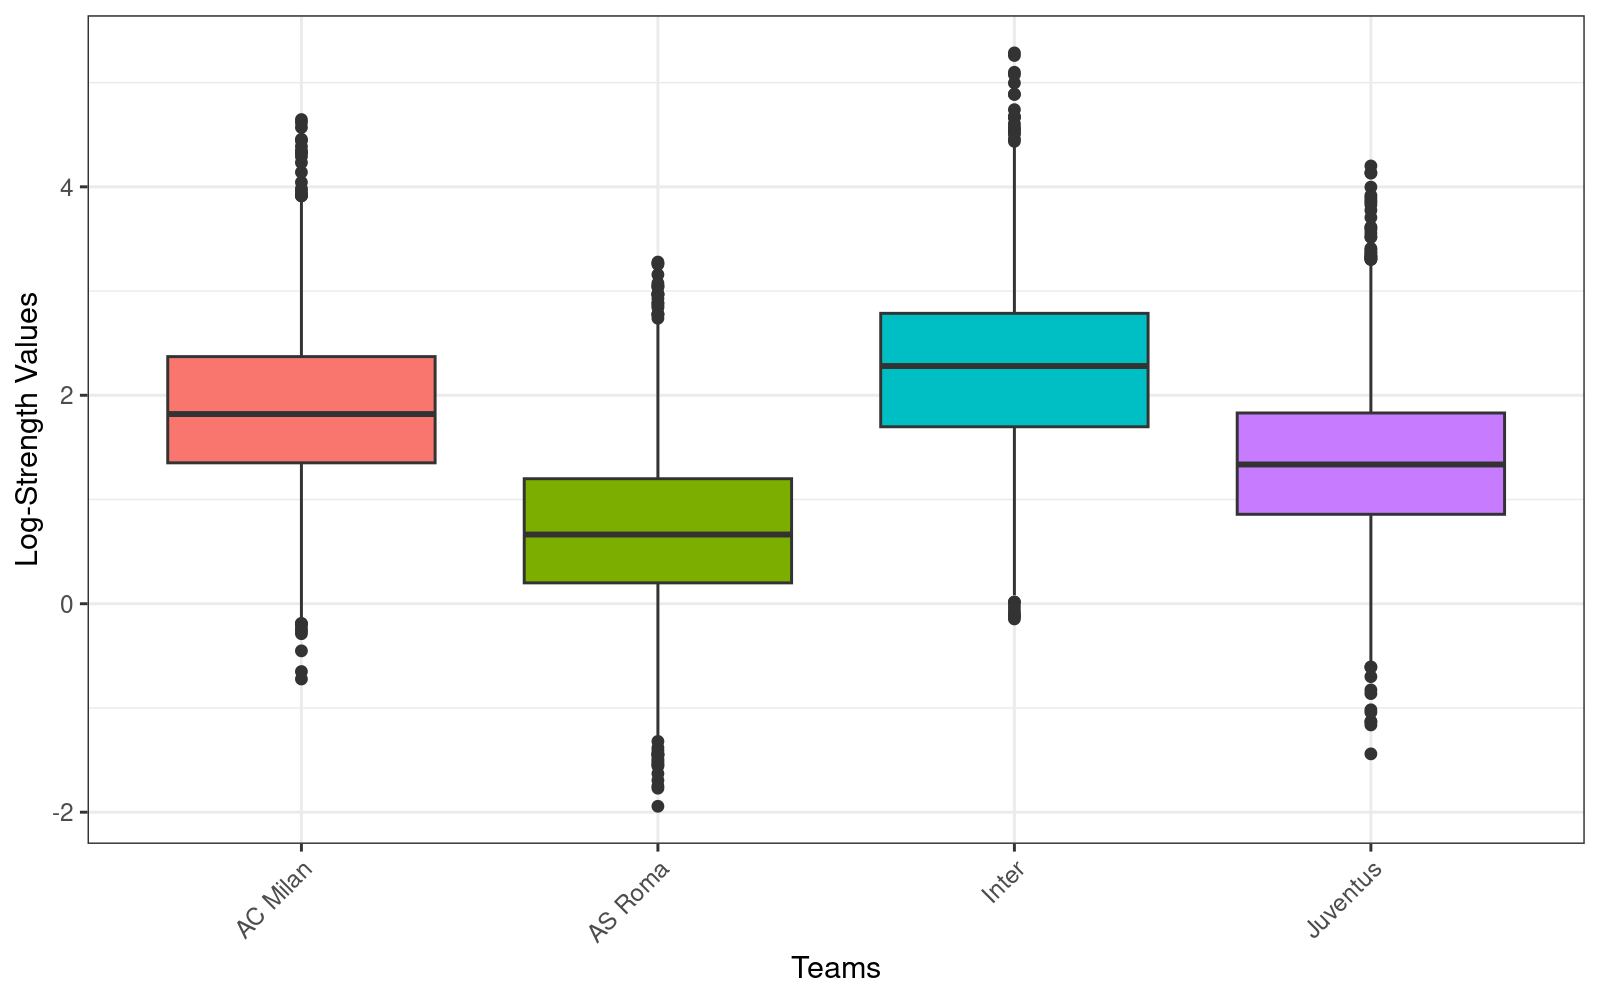 Log-Strength Values
4
2
0
-2
AC Milan
AS Roma
Inter
Juventus
Teams